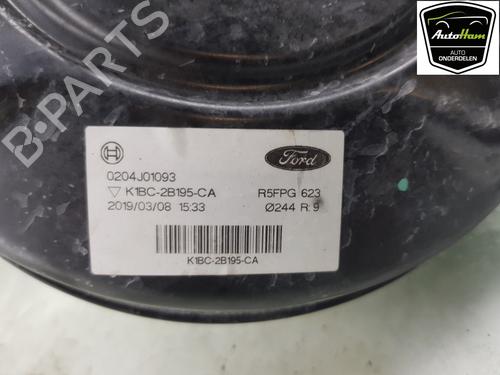 AutoHam
AUTO
ONDERDELEN
B-PARTS
Ford
0204J01093
K1BC-2B195-CA R5FPG 623
2019/03/08 15:33 Ø244 R: 9
K1BC-2B195-CA